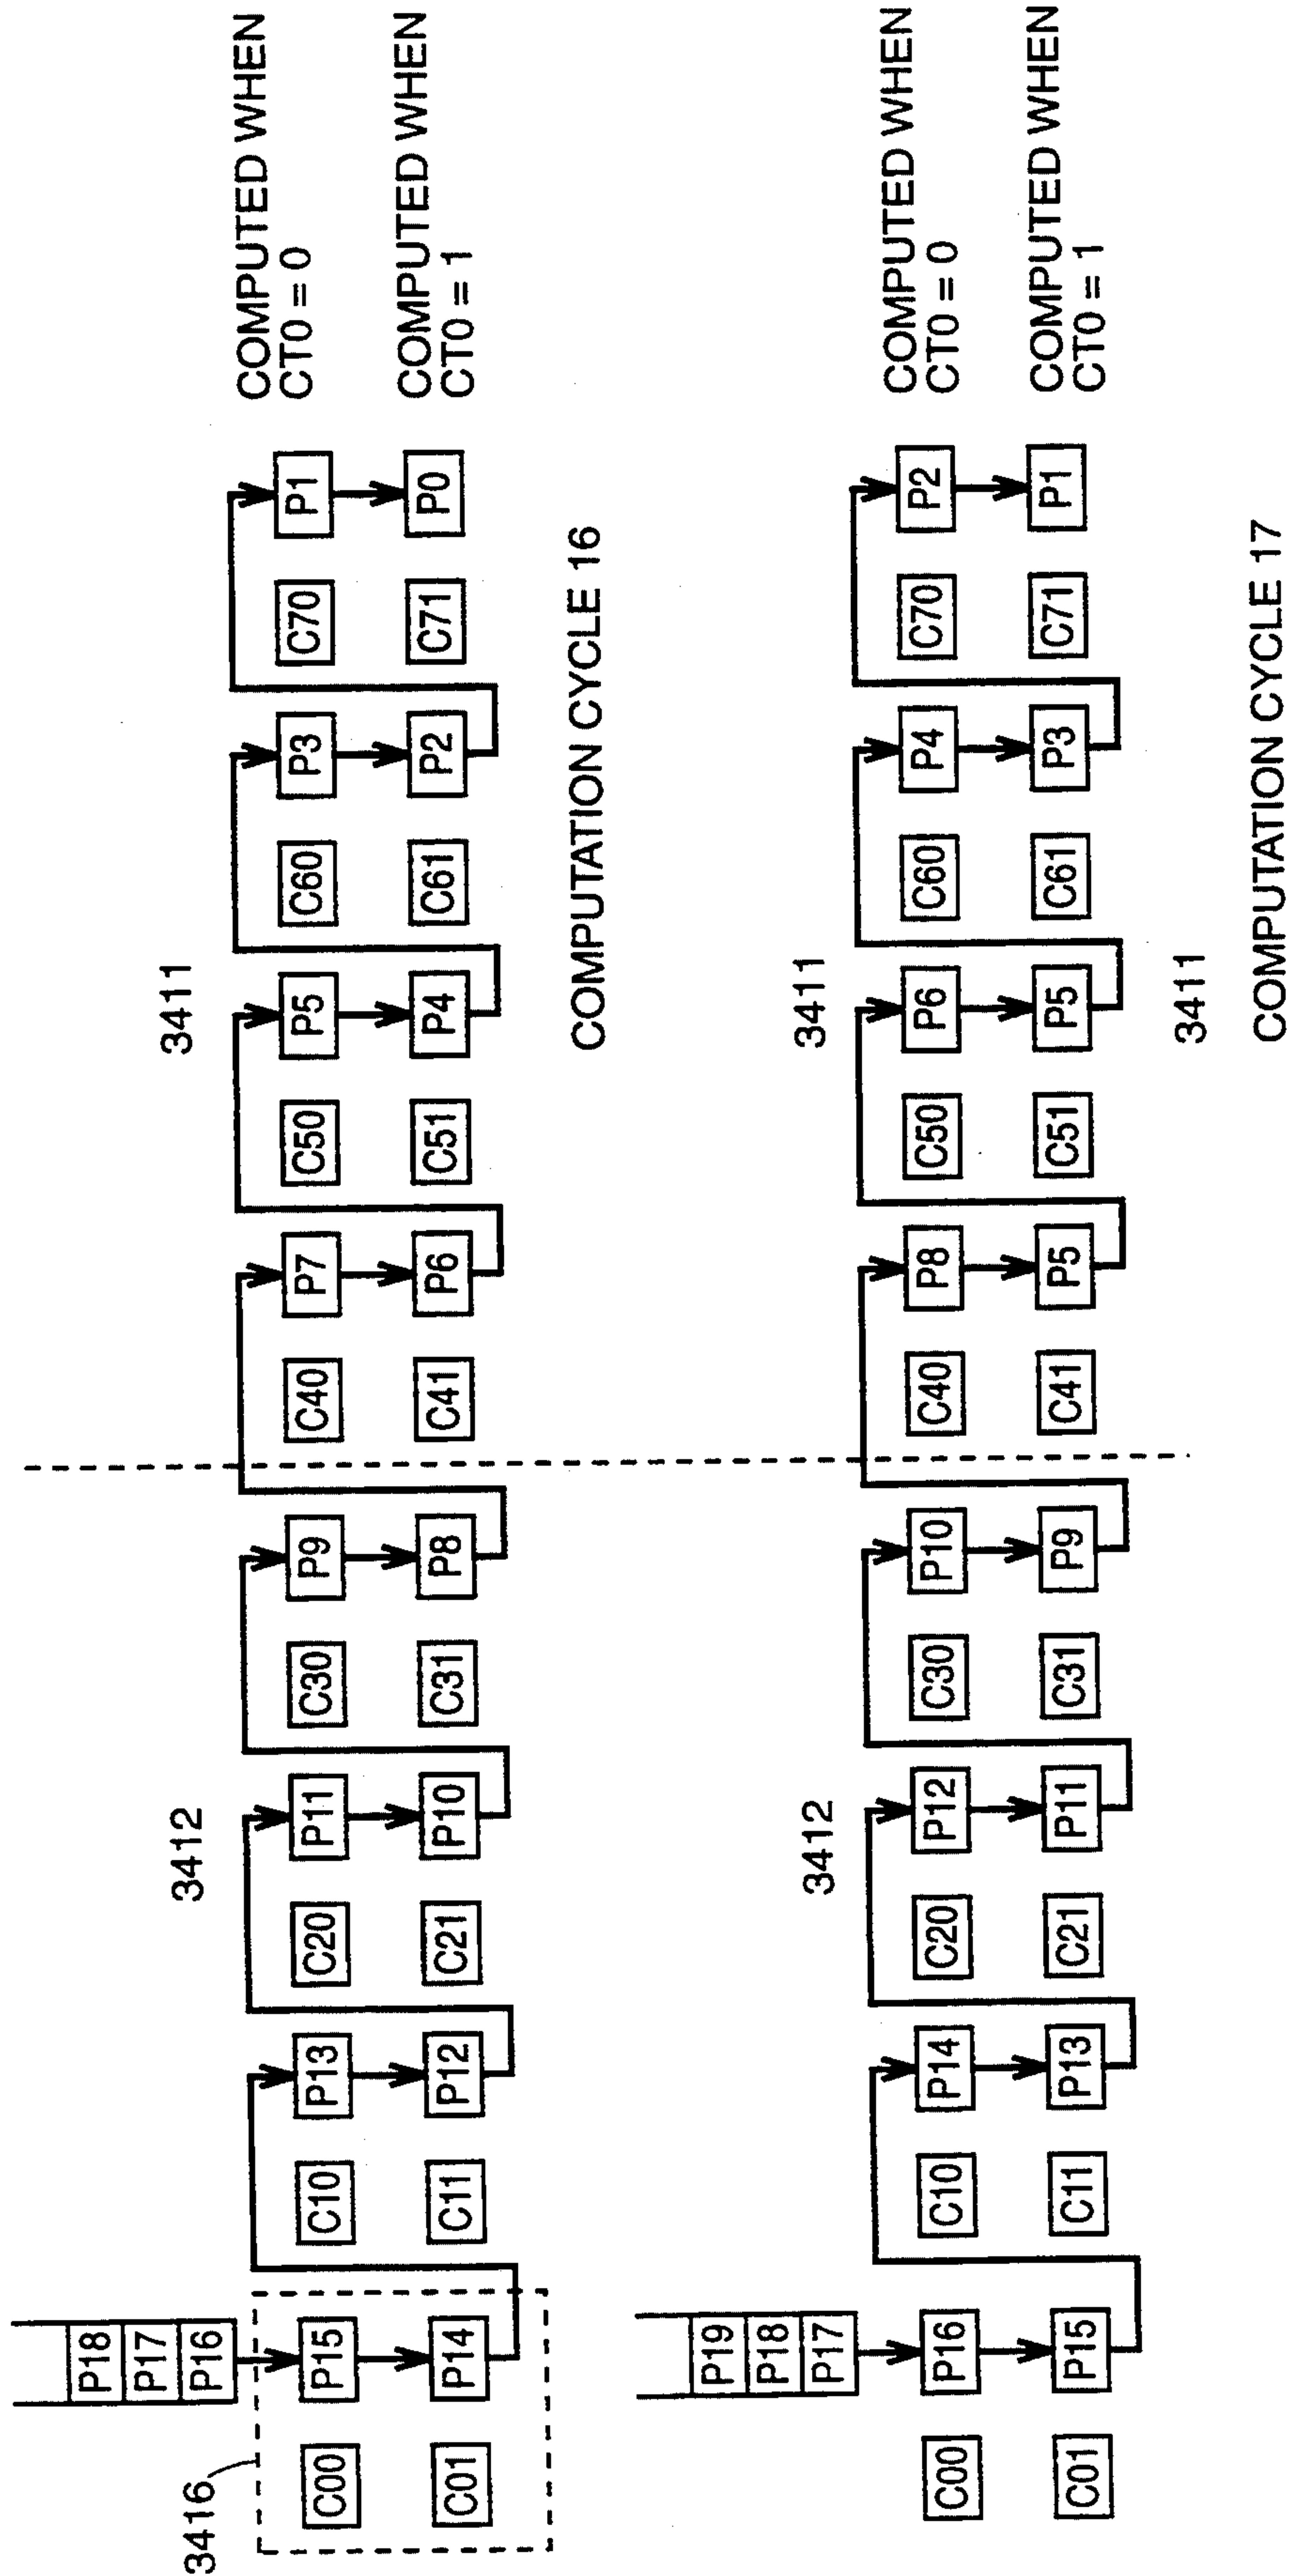 P18
P17
P16
3416
3412
3411
C00 P15 C10 P13 C20 P11 C30 P9 C40 P7 C50 P5 C60 P3 C70 P1 COMPUTED WHEN
CT0 = 0
C01 P14 C11 P12 C21 P10 C31 P8 C41 P6 C51 P4 C61 P2 C71 P0 COMPUTED WHEN
CT0 = 1
COMPUTATION CYCLE 16
P19
P18
P17
3412
3411
C00 P16 C10 P14 C20 P12 C30 P10 C40 P8 C50 P6 C60 P4 C70 P2 COMPUTED WHEN
CT0 = 0
C01 P15 C11 P13 C21 P11 C31 P9 C41 P5 C51 P5 C61 P3 C71 P1 COMPUTED WHEN
CT0 = 1
3411
COMPUTATION CYCLE 17